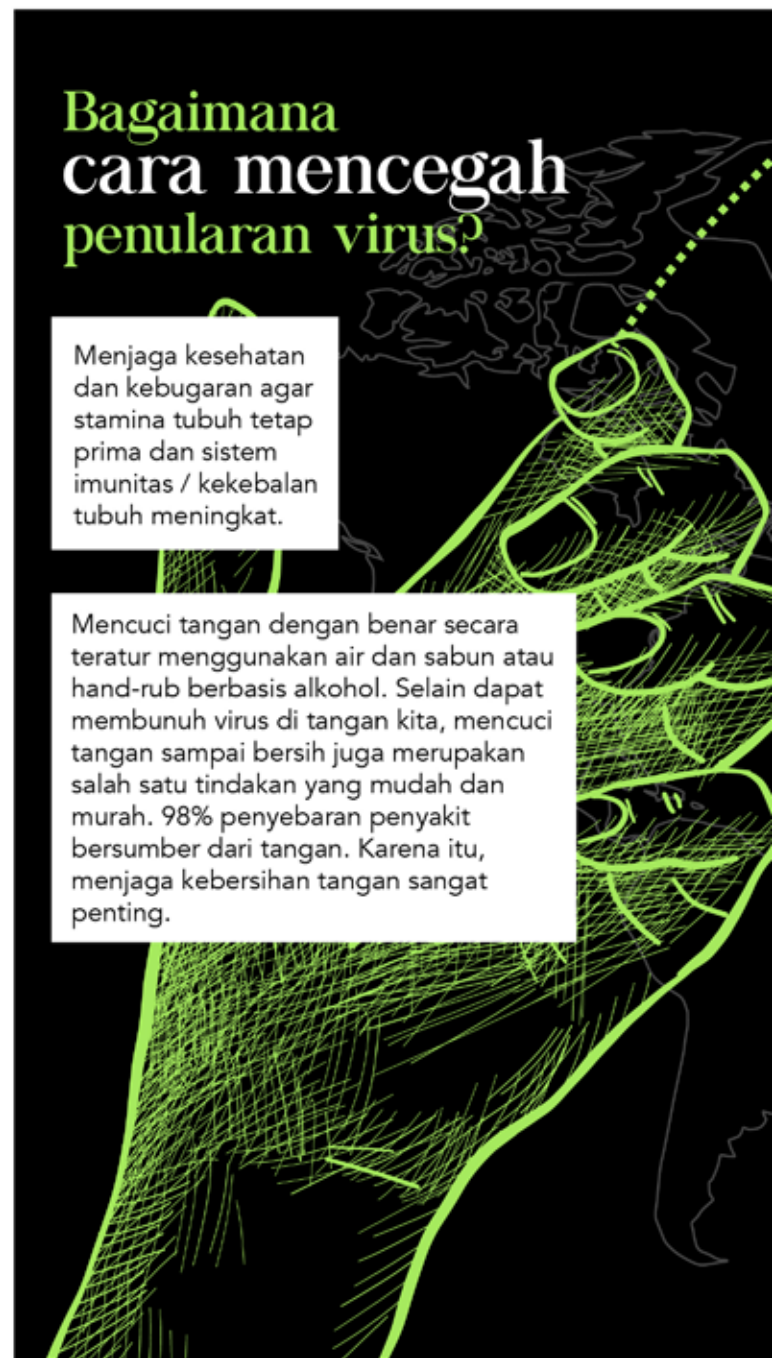 Bagaimana
cara mencegah
penularan virus?
Menjaga kesehatan
dan kebugaran agar
stamina tubuh tetap
prima dan sistem
imunitas / kekebalan
tubuh meningkat.
Mencuci tangan dengan benar secara
teratur menggunakan air dan sabun atau
hand-rub berbasis alkohol. Selain dapat
membunuh virus di tangan kita, mencuci
tangan sampai bersih juga merupakan
salah satu tindakan yang mudah dan
murah. 98% penyebaran penyakit
bersumber dari tangan. Karena itu,
menjaga kebersihan tangan sangat
penting.